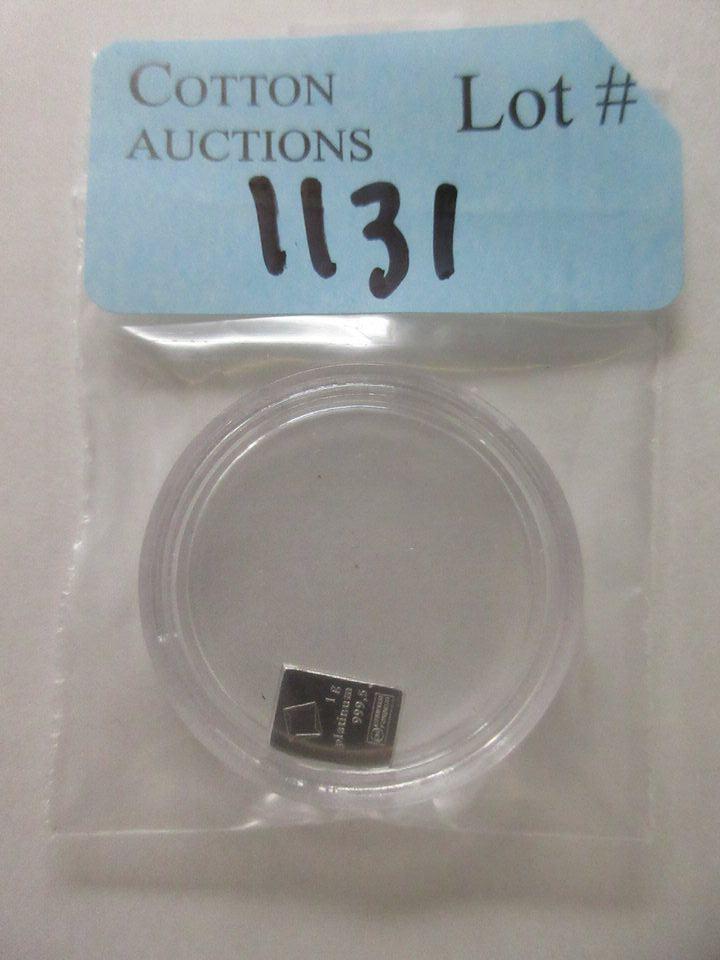 COTTON
AUCTIONS
Lot #
1131
1 g
platinum
999,5